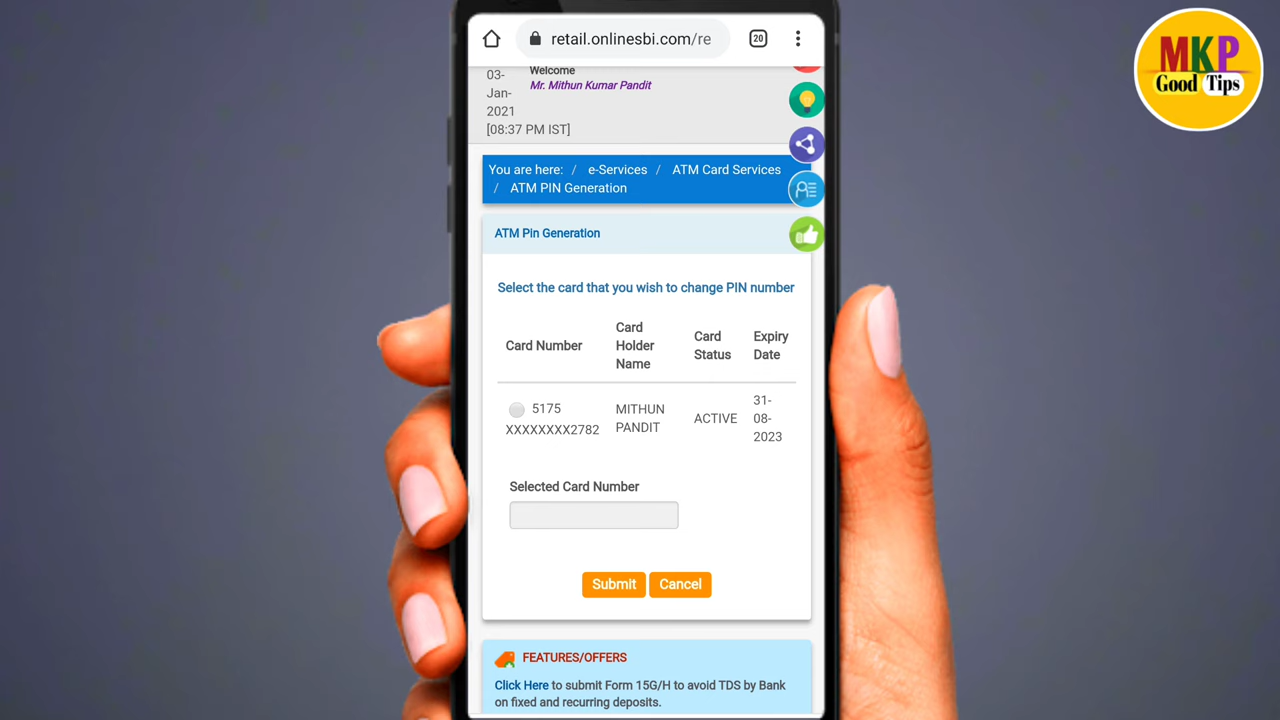 retail.onlinesbi.com/re
20
MKP
Good Tips
03-
Jan-
2021
[08:37 PM IST]
Welcome
Mr. Mithun Kumar Pandit
You are here: / e-Services / ATM Card Services
/ ATM PIN Generation
ATM Pin Generation
Select the card that you wish to change PIN number
Card Number
Card
Holder
Name
Card
Status
Expiry
Date
5175
XXXXXXXX2782
MITHUN
PANDIT
ACTIVE
31-
08-
2023
Selected Card Number
Submit
Cancel
FEATURES/OFFERS
Click Here to submit Form 15G/H to avoid TDS by Bank
on fixed and recurring deposits.